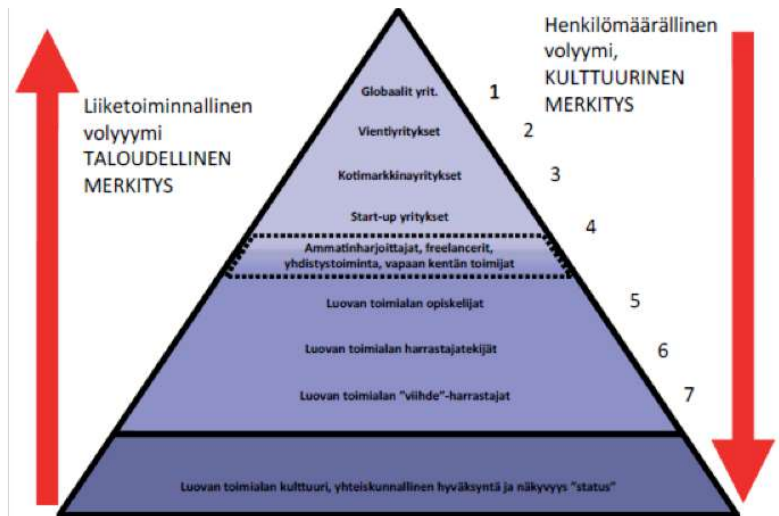 Liiketoiminnallinen
volyyymi
TALOUDELLINEN
MERKITYS
Henkilömäärällinen
volyymi,
KULTTUURINEN
MERKITYS
Globaalit yrit. 1
Vientiyritykset 2
Kotimarkkinayritykset 3
Start-up yritykset 4
Ammatinharjoittajat, freelancerit,
yhdistystoiminta, vapaan kentän toimijat
Luovan toimialan opiskelijat 5
Luovan toimialan harrastajatekijät 6
Luovan toimialan "viihde"-harrastajat 7
Luovan toimialan kulttuuri, yhteiskunnallinen hyväksyntä ja näkyvyys "status"